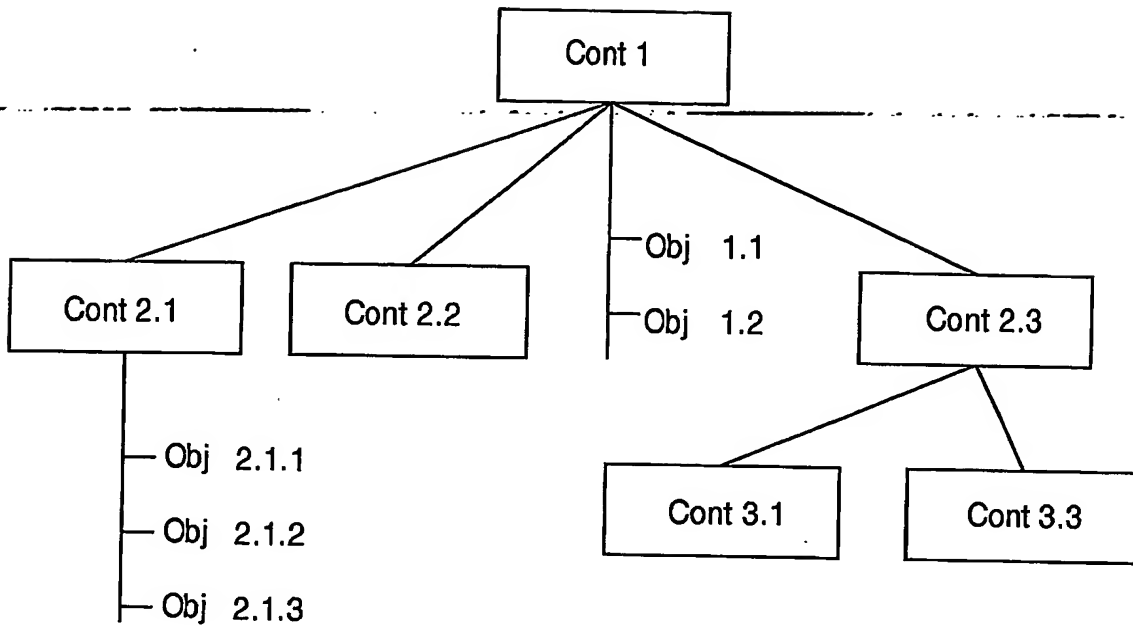 Cont 1
Obj 1.1
Cont 2.1
Cont 2.2
Obj 1.2
Cont 2.3
Obj 2.1.1
Obj 2.1.2
Obj 2.1.3
Cont 3.1
Cont 3.3